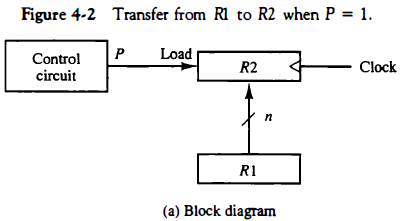 Figure 4-2 Transfer from R1 to R2 when P = 1.
Control
circuit
P
Load
R2
Clock
n
R1
(a) Block diagram